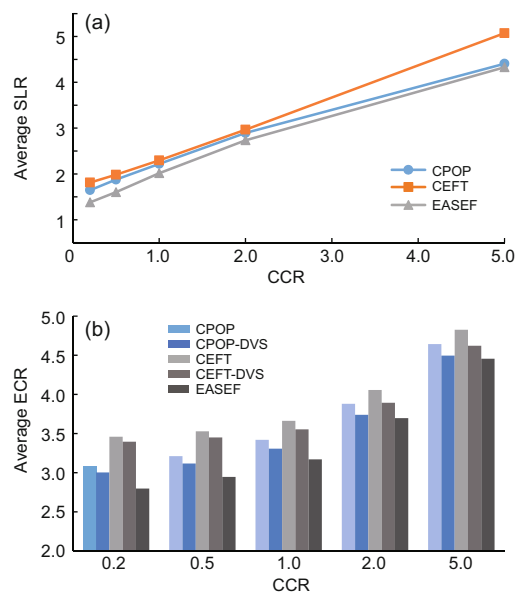 (a)
5
4
3
2
1
Average SLR
0 1.0 2.0 3.0 4.0 5.0
CCR
CPOP
CEFT
EASEF
(b)
5.0
4.5
4.0
3.5
3.0
2.5
2.0
Average ECR
CPOP
CPOP-DVS
CEFT
CEFT-DVS
EASEF
0.2 0.5 1.0 2.0 5.0
CCR